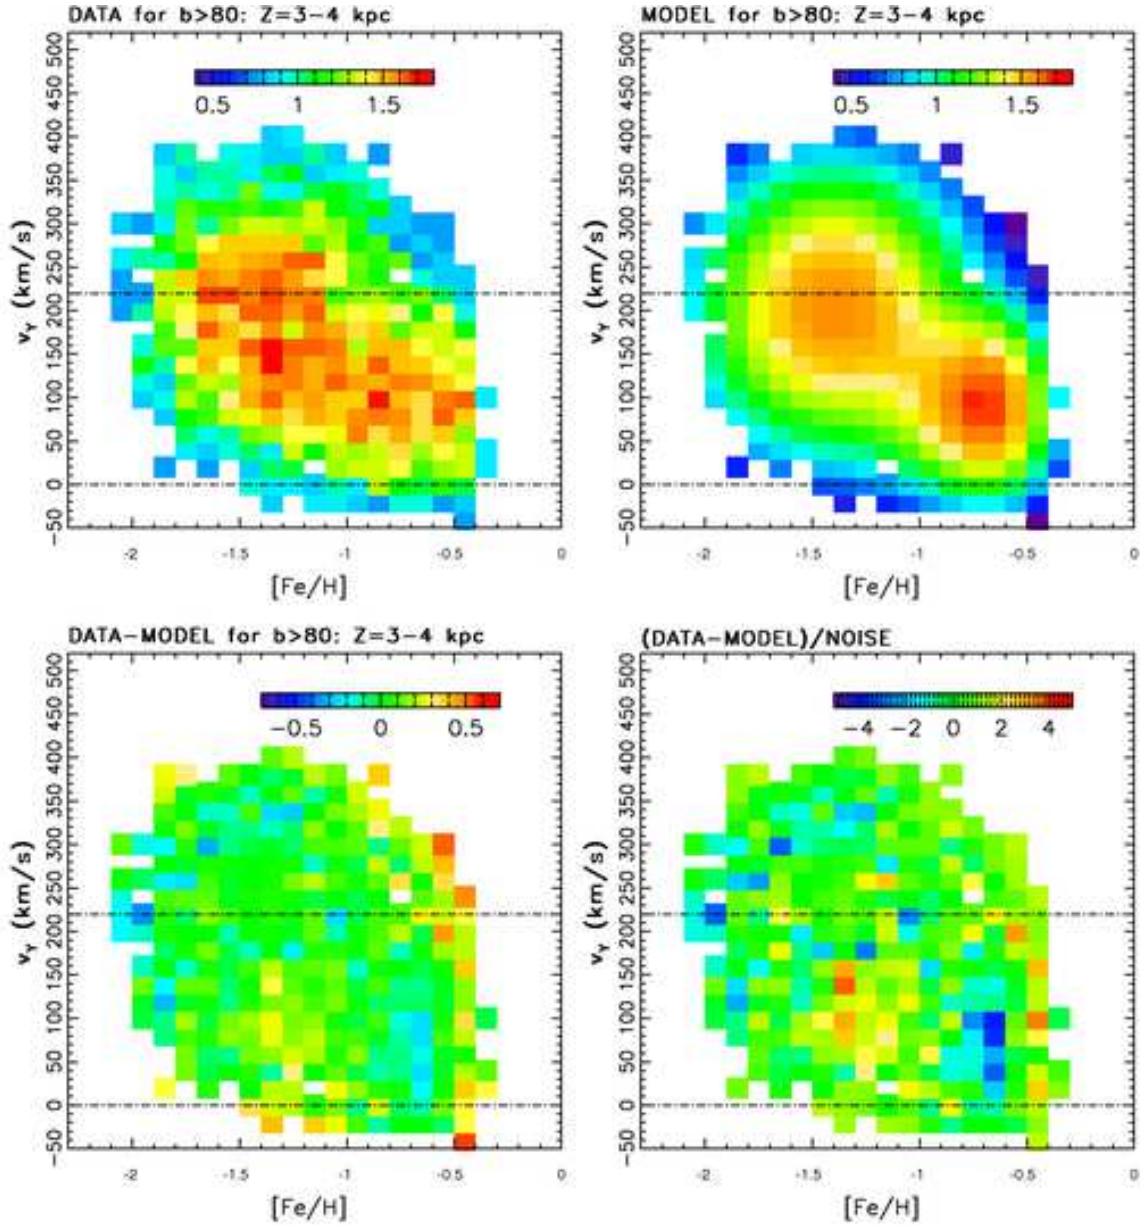 DATA for b>80: Z=3-4 kpc
0.5 1 1.5
500
450
400
350
300
250
200
150
100
50
0
-50
v_Y (km/s)
-2 -1.5 -1 -0.5 0
[Fe/H]
MODEL for b>80: Z=3-4 kpc
0.5 1 1.5
500
450
400
350
300
250
200
150
100
50
0
-50
v_Y (km/s)
-2 -1.5 -1 -0.5 0
[Fe/H]
DATA-MODEL for b>80: Z=3-4 kpc
-0.5 0 0.5
500
450
400
350
300
250
200
150
100
50
0
-50
v_Y (km/s)
-2 -1.5 -1 -0.5 0
[Fe/H]
(DATA-MODEL)/NOISE
-4 -2 0 2 4
500
450
400
350
300
250
200
150
100
50
0
-50
v_Y (km/s)
-2 -1.5 -1 -0.5 0
[Fe/H]